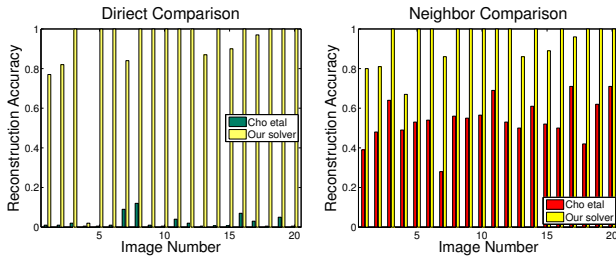 Diriect Comparison
Reconstruction Accuracy
1
0.8
0.6
0.4
0.2
0
Cho etal
Our solver
5
10
15
20
Image Number
Neighbor Comparison
Reconstruction Accuracy
1
0.8
0.6
0.4
0.2
0
Cho etal
Our solver
5
10
15
20
Image Number